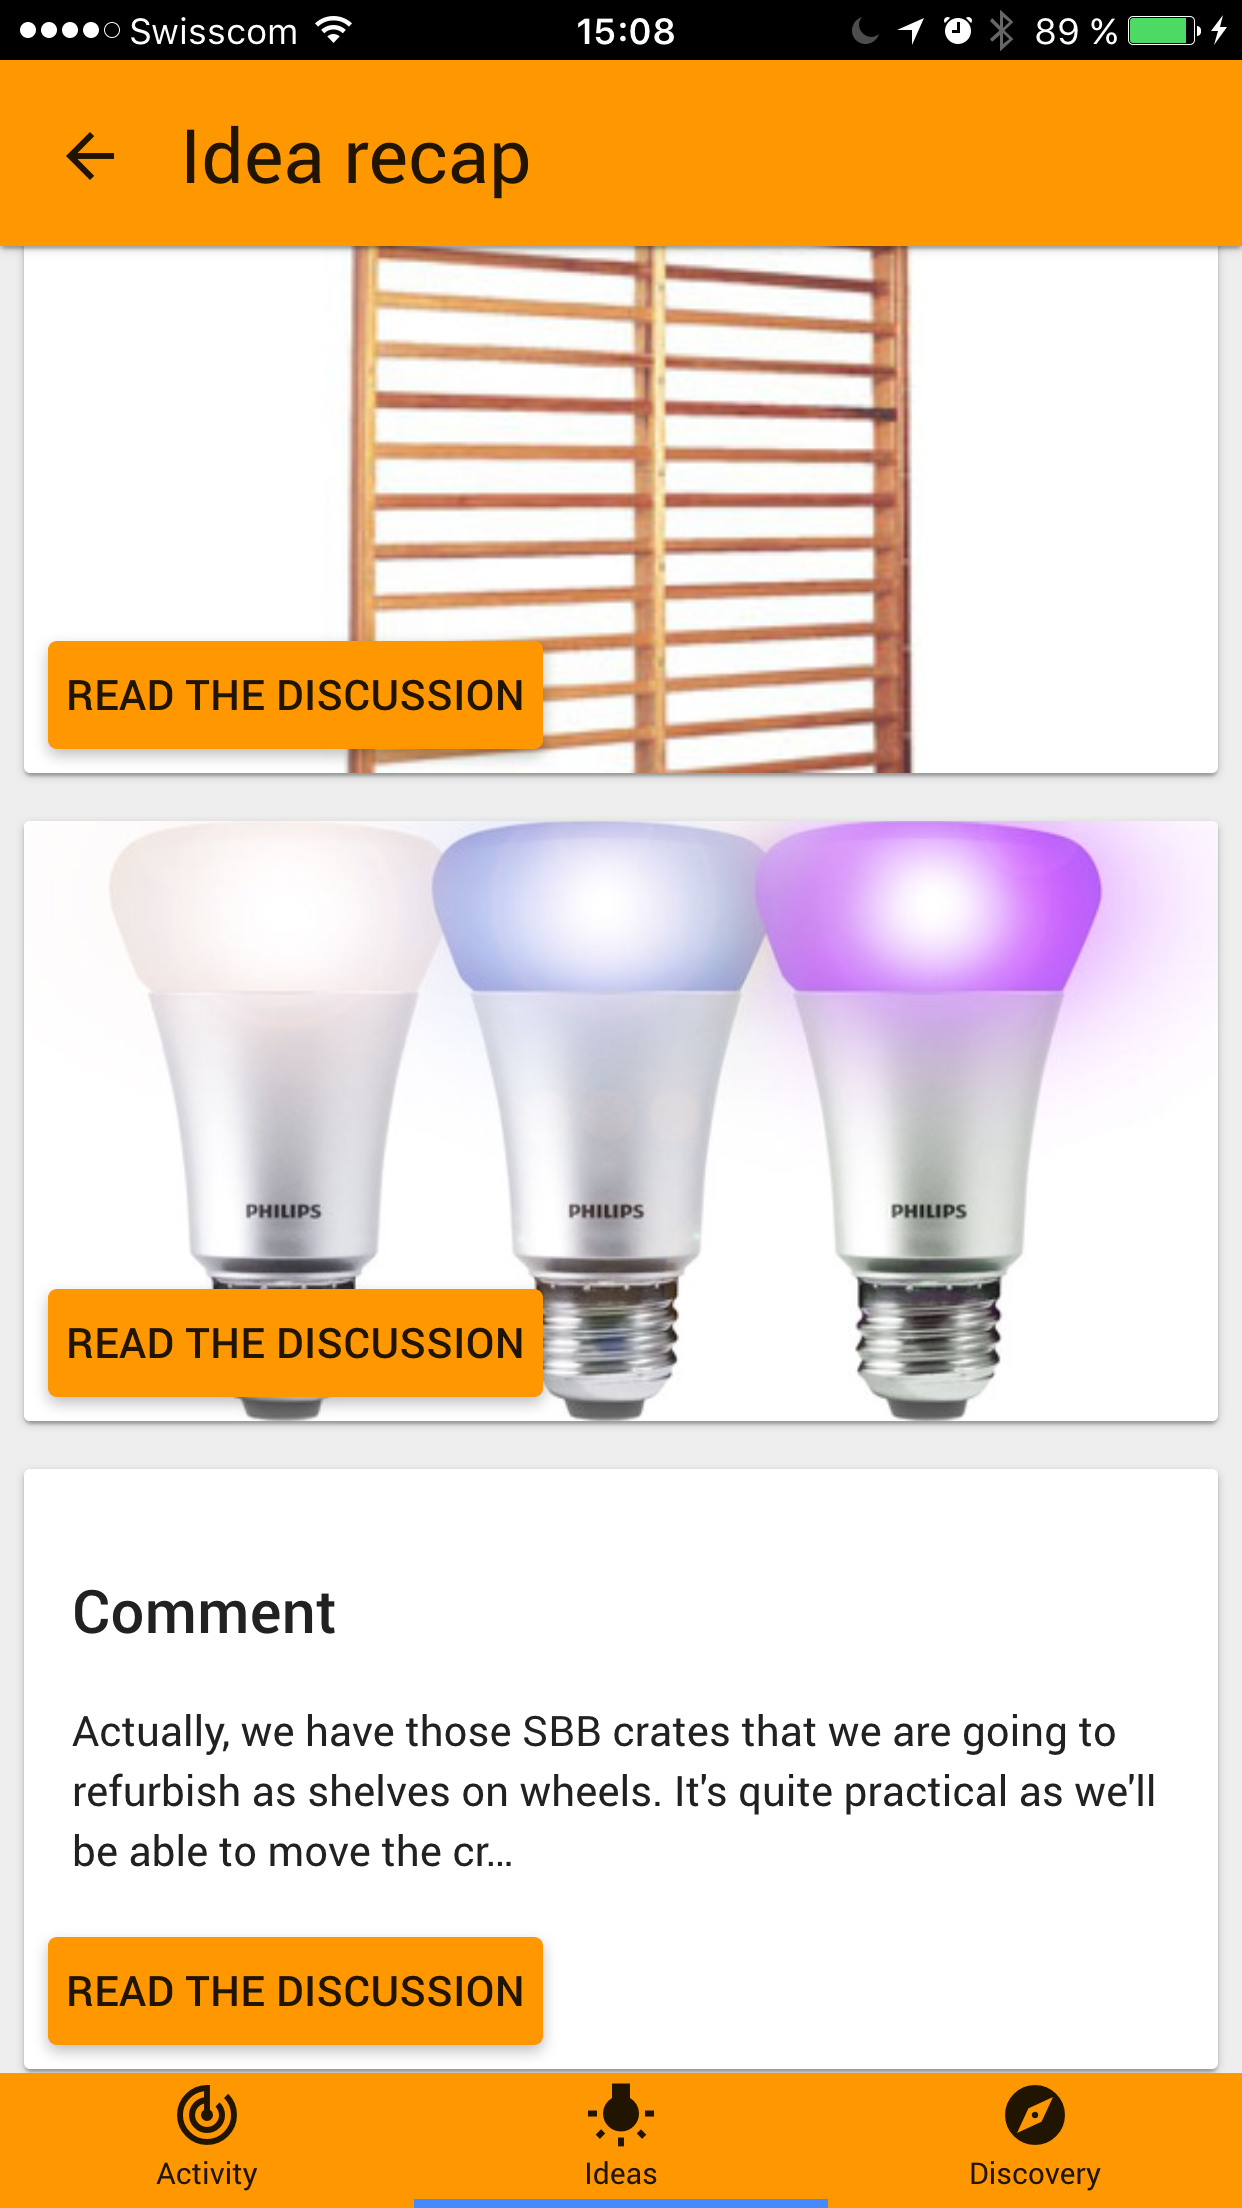 Swisscom
15:08
89 %
Idea recap
READ THE DISCUSSION
PHILIPS PHILIPS PHILIPS
READ THE DISCUSSION
Comment
Actually, we have those SBB crates that we are going to
refurbish as shelves on wheels. It's quite practical as we'll
be able to move the cr...
READ THE DISCUSSION
Activity
Ideas
Discovery